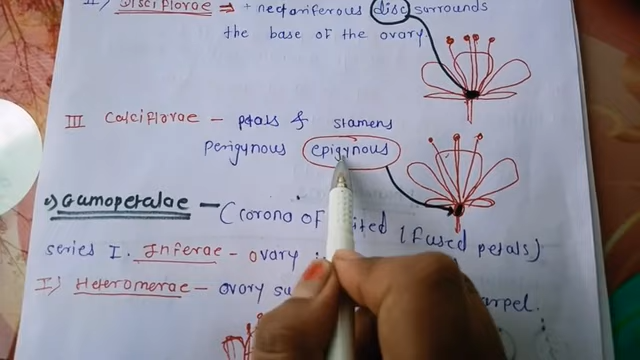 II) Disciflorae → + nectariferous disc surrounds
the base of the ovary.
III Calciflorae - petals & stamens
perigynous epigynous
2) Gamopetalae - (corona of
(fused petals)
series I. Inferae - ovary
I) Heteromerae - ovary carpel.